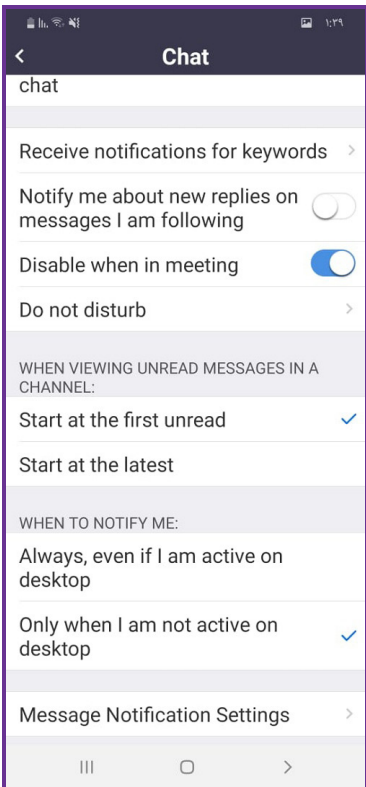 ١:٣٩
Chat
chat
Receive notifications for keywords
Notify me about new replies on
messages I am following
Disable when in meeting
Do not disturb
WHEN VIEWING UNREAD MESSAGES IN A
CHANNEL:
Start at the first unread
Start at the latest
WHEN TO NOTIFY ME:
Always, even if I am active on
desktop
Only when I am not active on
desktop
Message Notification Settings